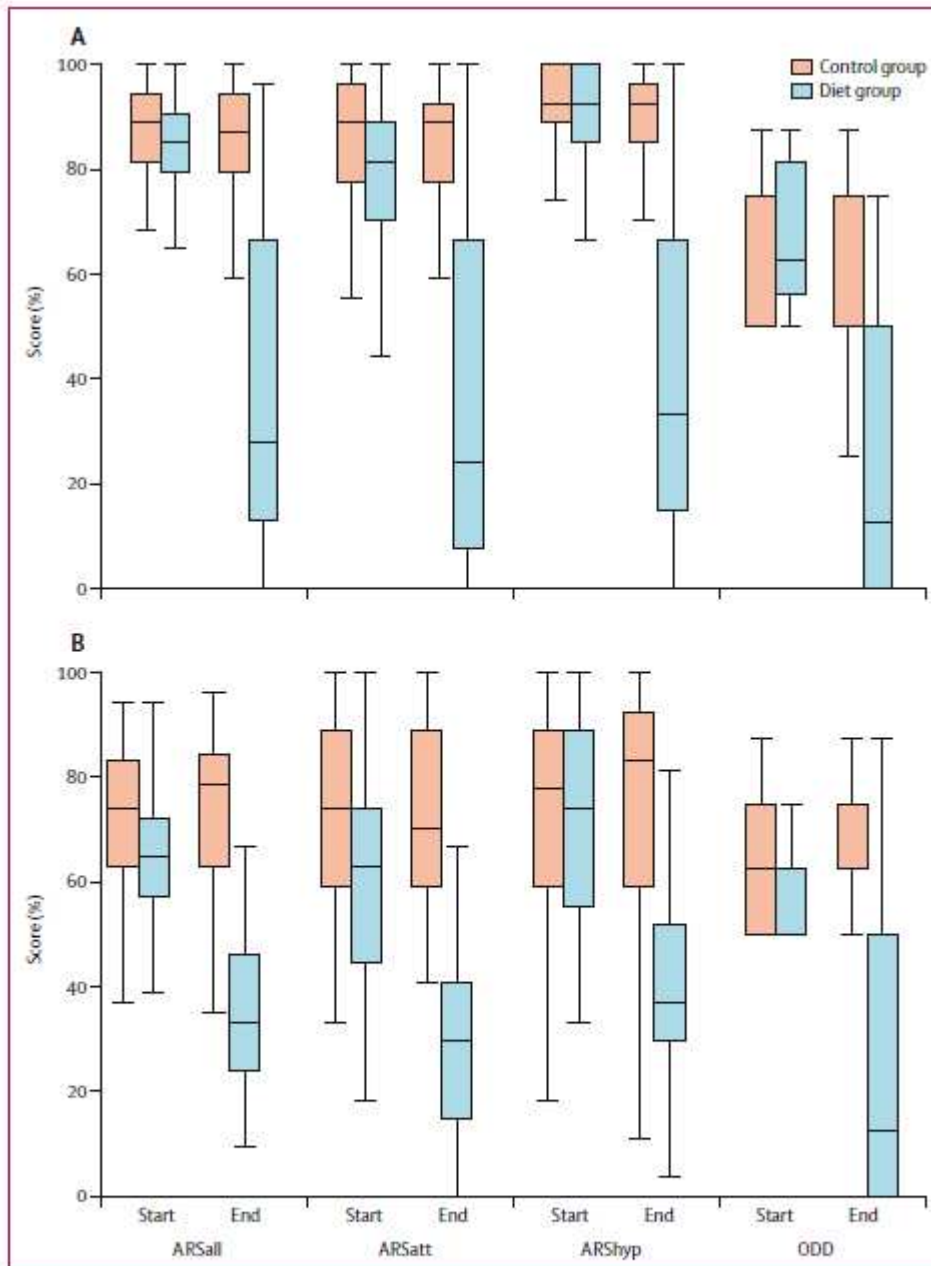 A
Control group
Diet group
100
80
60
40
20
0
Score (%)
B
100
80
60
40
20
0
Score (%)
Start End Start End Start End Start End
ARSall ARSatt ARShyp ODD